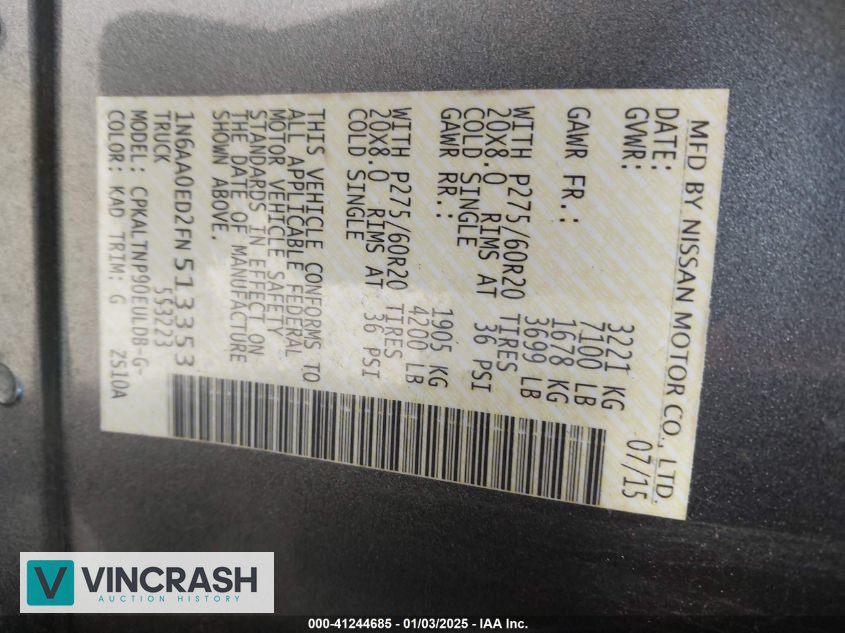 MFD BY NISSAN MOTOR CO., LTD.
DATE: 07/15
GVWR: 3221 KG
7100 LB
GAWR FR.: 1678 KG
3699 LB
WITH P275/60R20 TIRES
20X8.0 RIMS AT 36 PSI
COLD SINGLE
GAWR RR.: 1905 KG
4200 LB
WITH P275/60R20 TIRES
20X8.0 RIMS AT 36 PSI
COLD SINGLE
THIS VEHICLE CONFORMS TO
ALL APPLICABLE FEDERAL
MOTOR VEHICLE SAFETY
STANDARDS IN EFFECT ON
THE DATE OF MANUFACTURE
SHOWN ABOVE.
1N6AA0ED2FN513353
TRUCK 553223
MODEL: CPKALTNP90EULDB-G-
COLOR: KAD TRIM: G 2S10A
V VINCRASH
AUCTION HISTORY
000-41244685 - 01/03/2025 - IAA Inc.